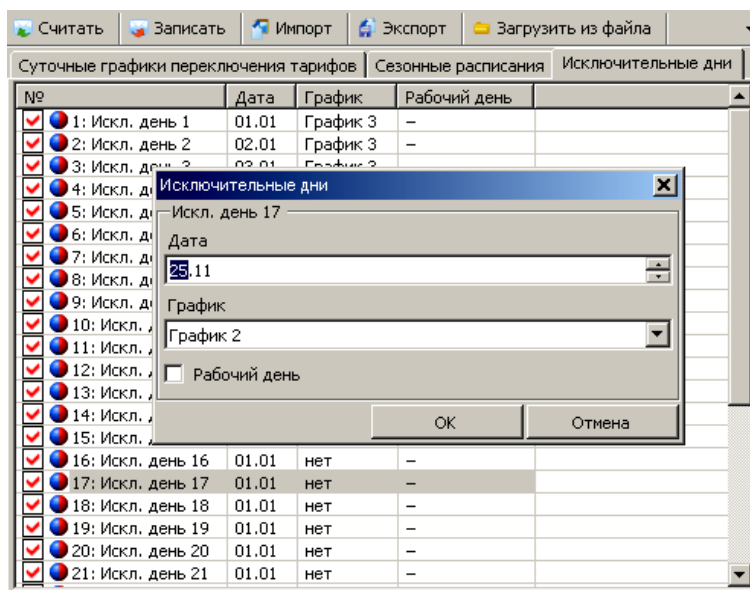 Считать Записать Импорт Экспорт Загрузить из файла
Суточные графики переключения тарифов Сезонные расписания Исключительные дни
№ Дата График Рабочий день
1: Искл. день 1 01.01 График 3 –
2: Искл. день 2 02.01 График 3 –
3: Искл. день 3 03.01 График 3
4: Искл.
5: Искл.
6: Искл.
7: Искл.
8: Искл.
9: Искл.
10: Искл.
11: Искл.
12: Искл.
13: Искл.
14: Искл.
15: Искл.
Исключительные дни
Искл. день 17
Дата
25.11
График
График 2
Рабочий день
ОК Отмена
16: Искл. день 16 01.01 нет –
17: Искл. день 17 01.01 нет –
18: Искл. день 18 01.01 нет –
19: Искл. день 19 01.01 нет –
20: Искл. день 20 01.01 нет –
21: Искл. день 21 01.01 нет –